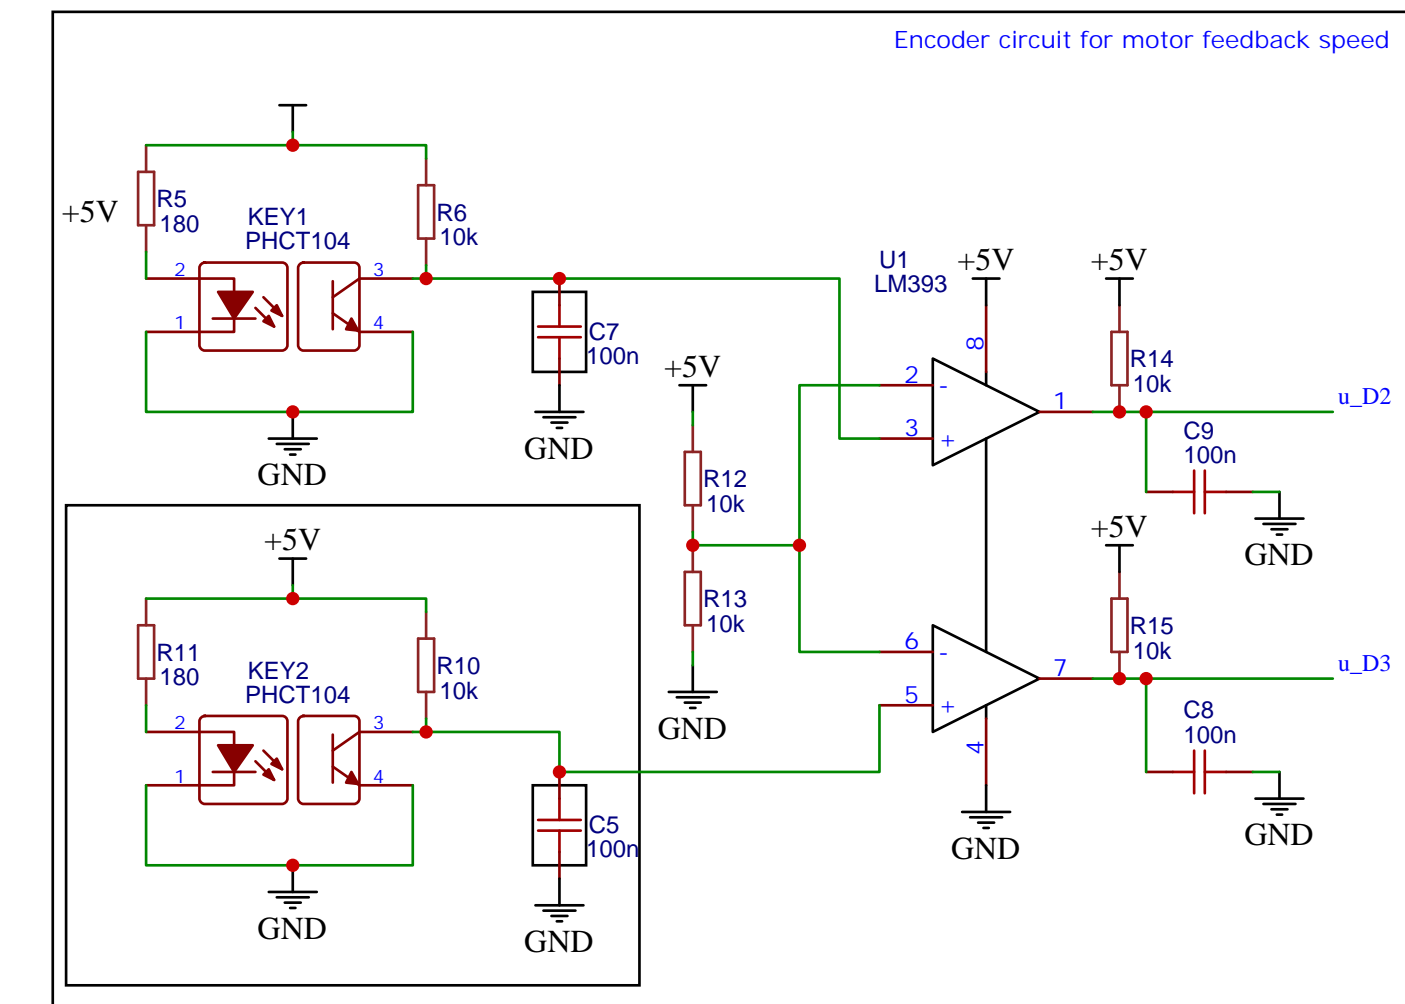 Encoder circuit for motor feedback speed
+5V
R5
180
KEY1
PHCT104
R6
10k
2
1
3
4
GND
C7
100n
GND
U1
LM393
+5V
8
+5V
R14
10k
+5V
2
-
3
+
1
u_D2
C9
100n
GND
R12
10k
R13
10k
GND
+5V
R11
180
KEY2
PHCT104
R10
10k
2
1
3
4
GND
C5
100n
GND
6
-
5
+
7
4
GND
+5V
R15
10k
u_D3
C8
100n
GND